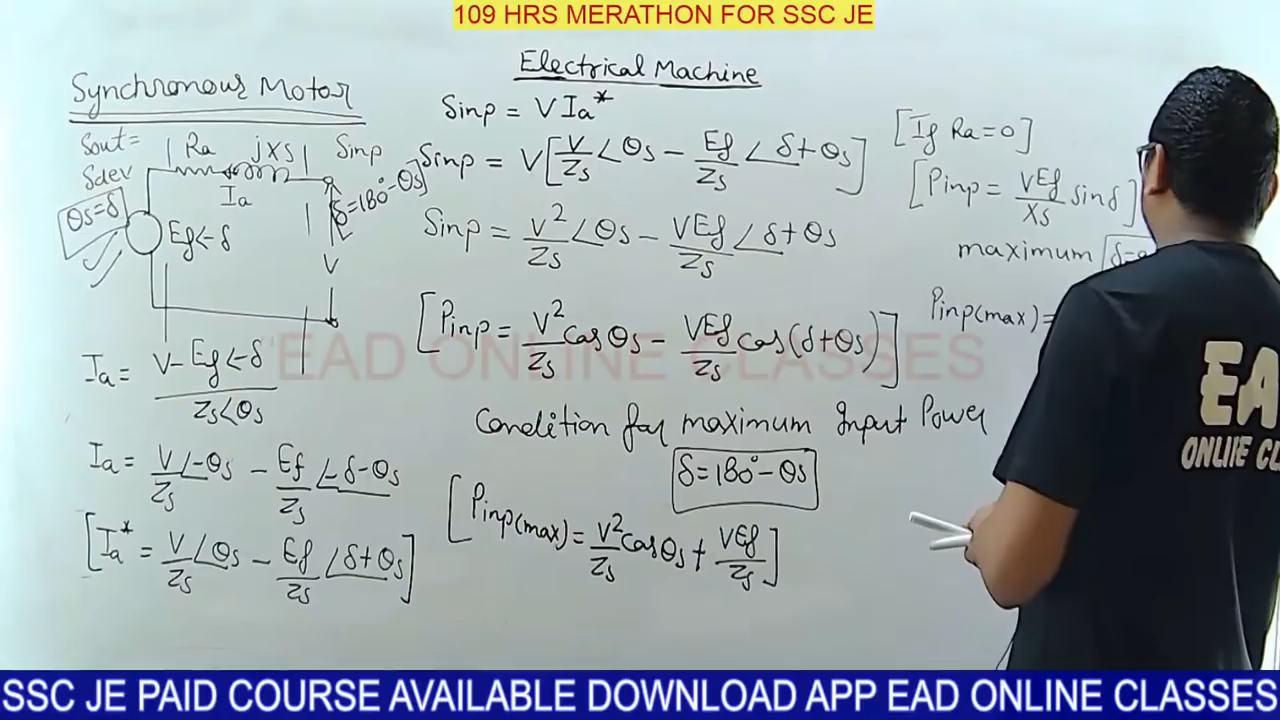 109 HRS MERATHON FOR SSC JE
Electrical Machine
Synchronous Motor
Sout=
Sdev
Ra
jXs
Sinp
Ia
θs=δ
Ef∠-δ
δ=180°-θs
V
Ia = V-Ef∠-δ / Zs∠θs
Ia = V/Zs ∠-θs - Ef/Zs ∠-δ-θs
[Ia* = V/Zs ∠θs - Ef/Zs ∠δ+θs]
Sinp = VIa*
Sinp = V[V/Zs ∠θs - Ef/Zs ∠δ+θs]
Sinp = V²/Zs ∠θs - VEf/Zs ∠δ+θs
[Pinp = V²/Zs cosθs - VEf/Zs cos(δ+θs)]
Condition for maximum Input Power
δ=180°-θs
[Pinp(max) = V²/Zs cosθs + VEf/Zs]
[If Ra=0]
[Pinp = VEf/Xs sinδ]
maximum
Pinp(max)=
EAD ONLINE CLASSES
EA
ONLINE CL
SSC JE PAID COURSE AVAILABLE DOWNLOAD APP EAD ONLINE CLASSES